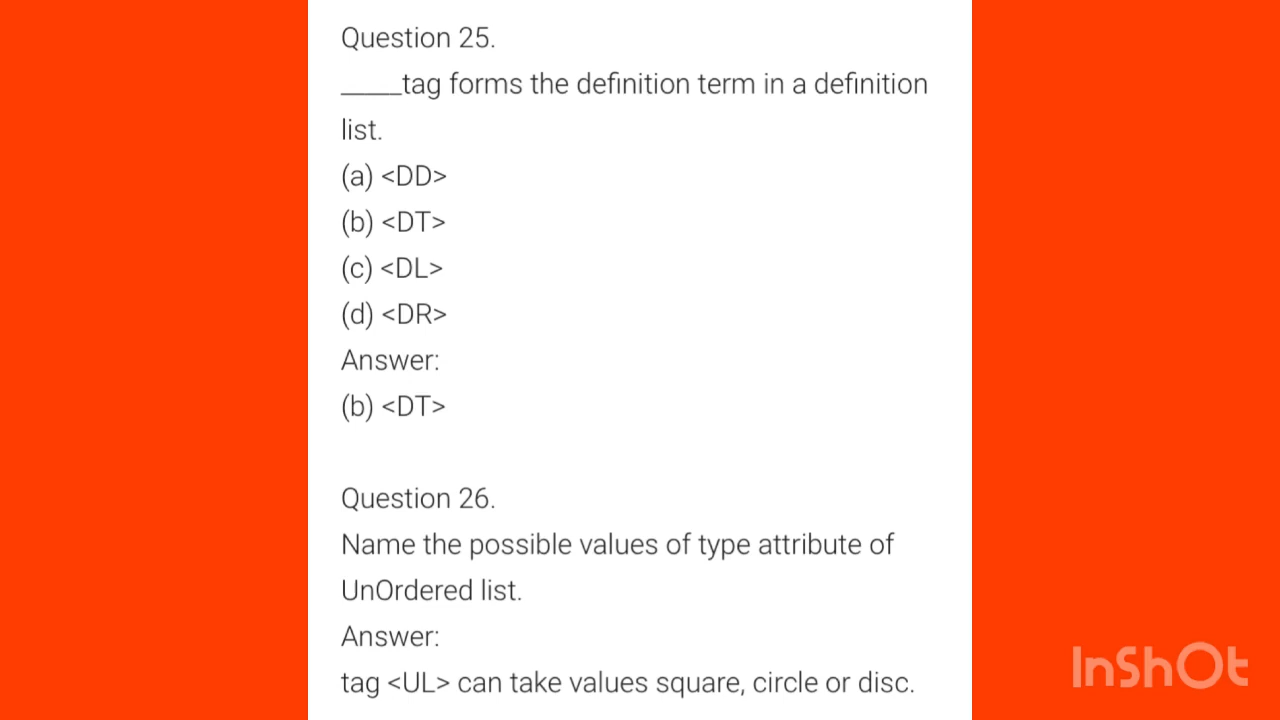 Question 25.
_____tag forms the definition term in a definition
list.
(a) <DD>
(b) <DT>
(c) <DL>
(d) <DR>
Answer:
(b) <DT>
Question 26.
Name the possible values of type attribute of
UnOrdered list.
Answer:
tag <UL> can take values square, circle or disc.
InShOt